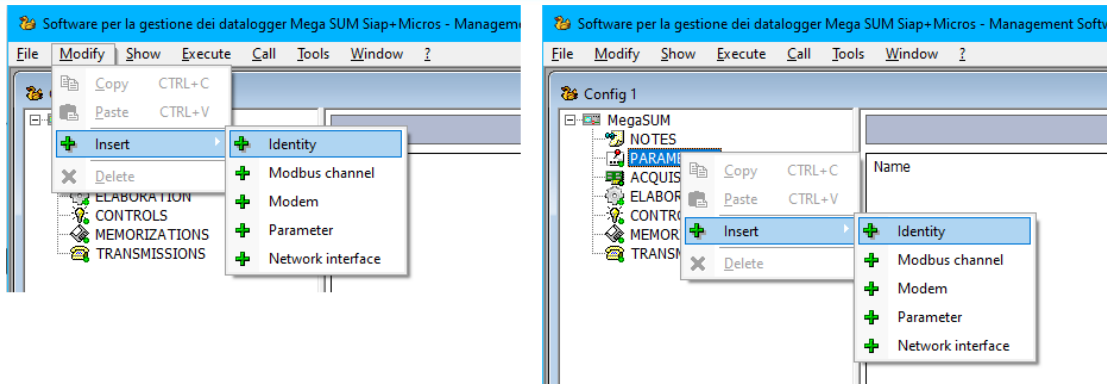 Software per la gestione dei datalogger Mega SUM Siap+Micros - Manageme
File Modify Show Execute Call Tools Window ?
Copy CTRL+C
Paste CTRL+V
Insert
Delete
Identity
Modbus channel
Modem
Parameter
Network interface
ELABORATION
CONTROLS
MEMORIZATIONS
TRANSMISSIONS
Software per la gestione dei datalogger Mega SUM Siap+Micros - Management Softw
File Modify Show Execute Call Tools Window ?
Config 1
MegaSUM
NOTES
PARAME
ACQUIS
ELABOR
CONTRO
MEMOR
TRANSM
Name
Copy CTRL+C
Paste CTRL+V
Insert
Delete
Identity
Modbus channel
Modem
Parameter
Network interface